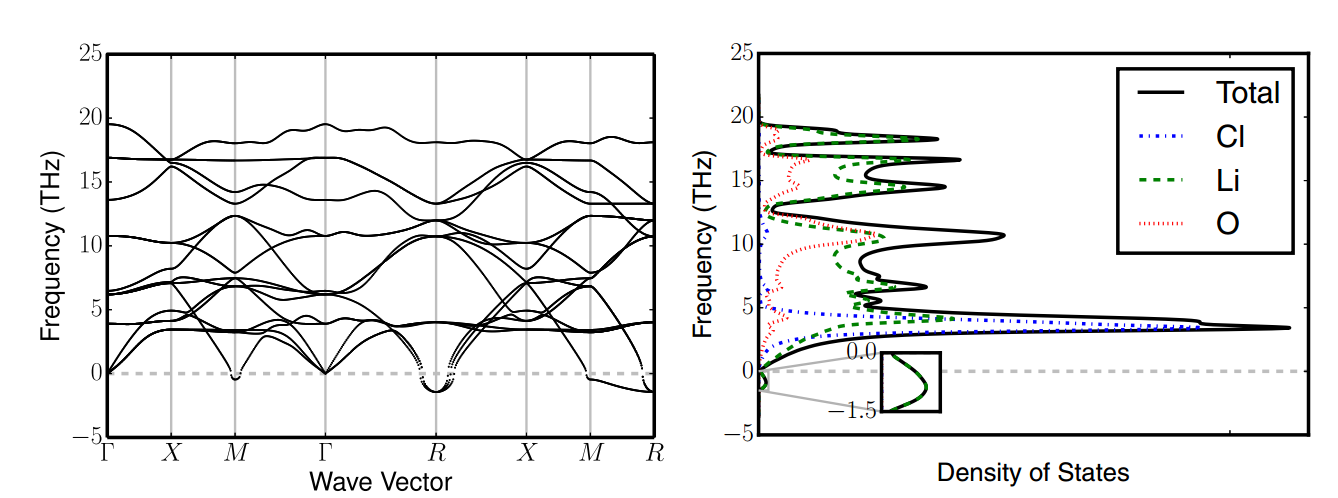 25
20
15
10
5
0
−5
Frequency (THz)
Γ X M Γ R X M R
Wave Vector
25
20
15
10
5
0
−5
Frequency (THz)
Total
Cl
Li
O
0.0
−1.5
Density of States